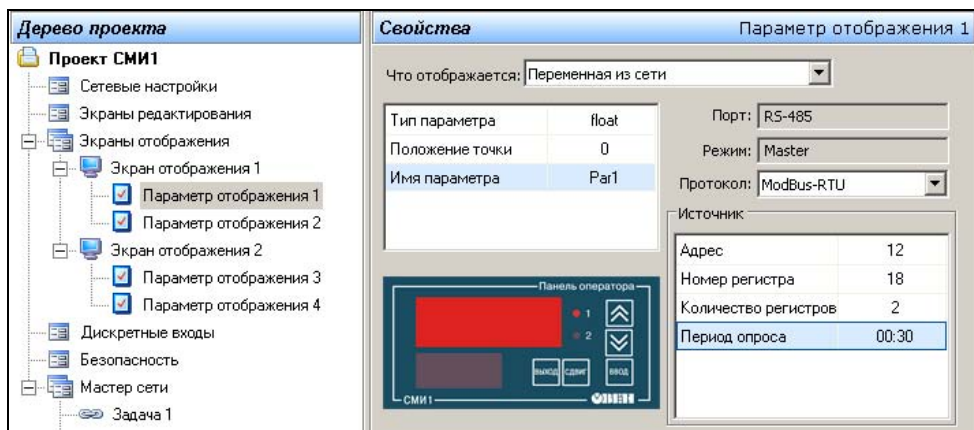 Дерево проекта
Проект СМИ1
Сетевые настройки
Экраны редактирования
Экраны отображения
Экран отображения 1
Параметр отображения 1
Параметр отображения 2
Экран отображения 2
Параметр отображения 3
Параметр отображения 4
Дискретные входы
Безопасность
Мастер сети
Задача 1
Свойства
Параметр отображения 1
Что отображается: Переменная из сети
Тип параметра float
Положение точки 0
Имя параметра Par1
Порт: RS-485
Режим: Master
Протокол: ModBus-RTU
Источник
Адрес 12
Номер регистра 18
Количество регистров 2
Период опроса 00:30
Панель оператора
1
2
ВЫХОД СДВИГ ВВОД
СМИ1 ОВЕН